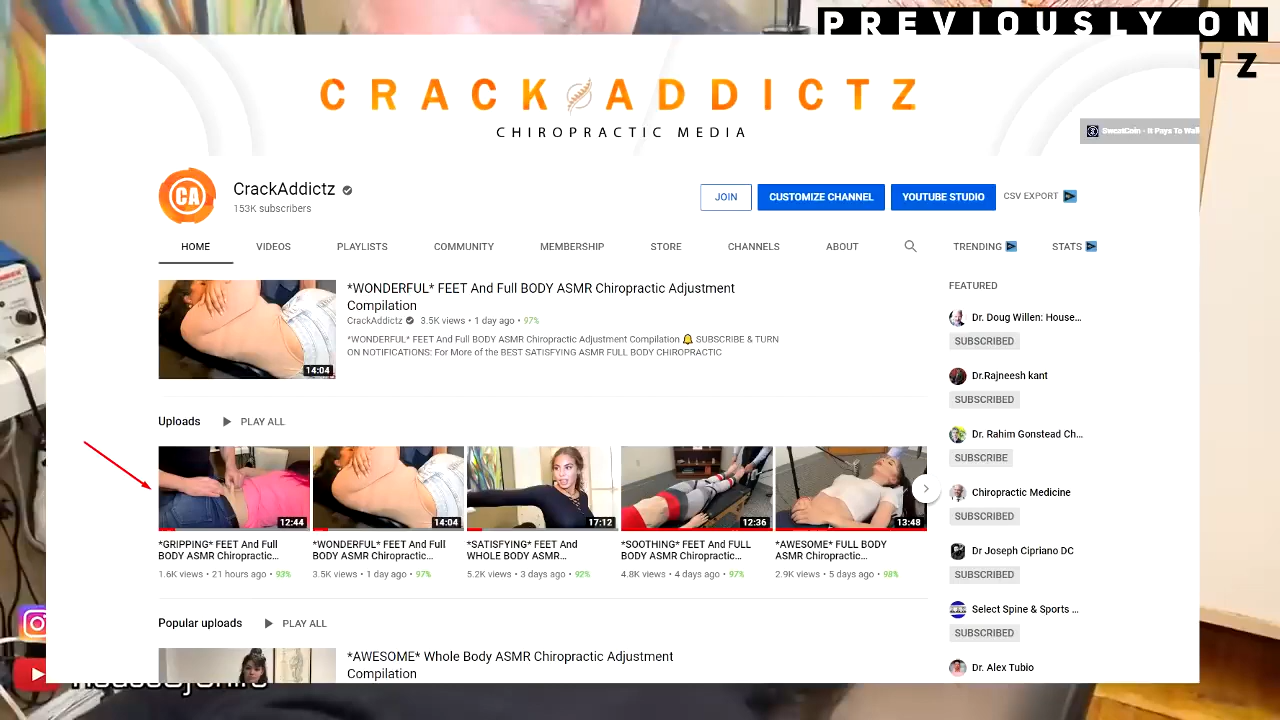 PREVIOUSLY ON
TZ
CRACK ADDICTZ
CHIROPRACTIC MEDIA
SweatCoin - It Pays To Wal
CA
CrackAddictz
153K subscribers
JOIN
CUSTOMIZE CHANNEL
YOUTUBE STUDIO
CSV EXPORT
HOME
VIDEOS
PLAYLISTS
COMMUNITY
MEMBERSHIP
STORE
CHANNELS
ABOUT
TRENDING
STATS
*WONDERFUL* FEET And Full BODY ASMR Chiropractic Adjustment
Compilation
CrackAddictz 3.5K views • 1 day ago • 97%
*WONDERFUL* FEET And Full BODY ASMR Chiropractic Adjustment Compilation 🔔 SUBSCRIBE & TURN
ON NOTIFICATIONS: For More of the BEST SATISFYING ASMR FULL BODY CHIROPRACTIC
14:04
Uploads
PLAY ALL
12:44
*GRIPPING* FEET And Full
BODY ASMR Chiropractic...
1.6K views • 21 hours ago • 93%
14:04
*WONDERFUL* FEET And Full
BODY ASMR Chiropractic...
3.5K views • 1 day ago • 97%
17:12
*SATISFYING* FEET And
WHOLE BODY ASMR...
5.2K views • 3 days ago • 92%
12:36
*SOOTHING* FEET And FULL
BODY ASMR Chiropractic...
4.8K views • 4 days ago • 97%
13:48
*AWESOME* FULL BODY
ASMR Chiropractic...
2.9K views • 5 days ago • 98%
Popular uploads
PLAY ALL
*AWESOME* Whole Body ASMR Chiropractic Adjustment
Compilation
FEATURED
Dr. Doug Willen: House...
SUBSCRIBED
Dr.Rajneesh kant
SUBSCRIBED
Dr. Rahim Gonstead Ch...
SUBSCRIBE
Chiropractic Medicine
SUBSCRIBED
Dr Joseph Cipriano DC
SUBSCRIBED
Select Spine & Sports ...
SUBSCRIBED
Dr. Alex Tubio